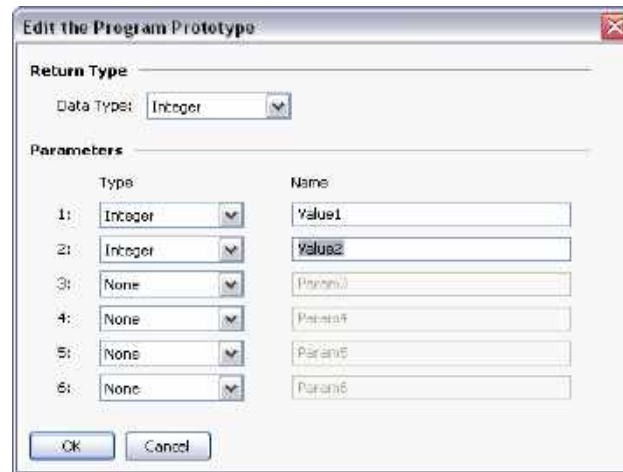 Edit the Program Prototype
Return Type
Data Type: Integer
Parameters
Type Name
1: Integer Value1
2: Integer Value2
3: None Param3
4: None Param4
5: None Param5
6: None Param6
OK Cancel